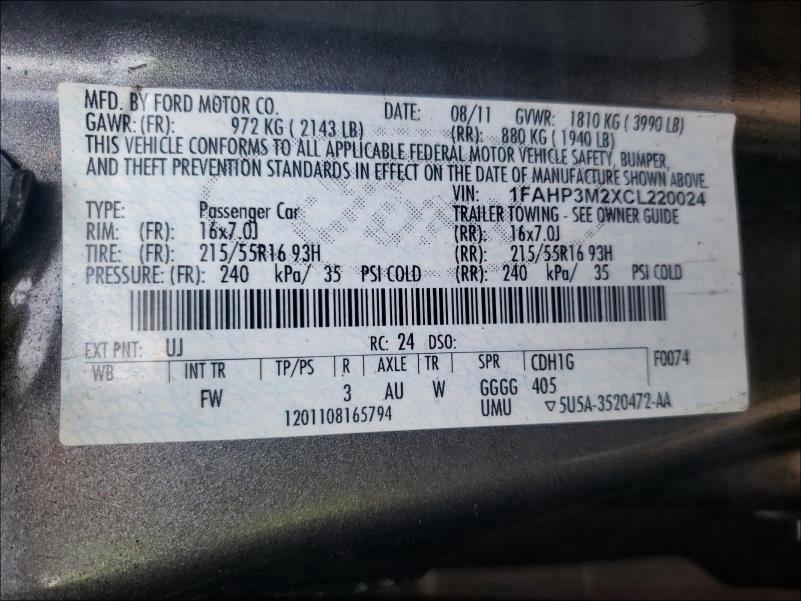 MFD. BY FORD MOTOR CO. DATE: 08/11 GVWR: 1810 KG ( 3990 LB)
GAWR: (FR): 972 KG ( 2143 LB) (RR): 880 KG ( 1940 LB)
THIS VEHICLE CONFORMS TO ALL APPLICABLE FEDERAL MOTOR VEHICLE SAFETY, BUMPER,
AND THEFT PREVENTION STANDARDS IN EFFECT ON THE DATE OF MANUFACTURE SHOWN ABOVE.
VIN: 1FAHP3M2XCL220024
TYPE: Passenger Car TRAILER TOWING - SEE OWNER GUIDE
RIM: (FR): 16x7.0J (RR): 16x7.0J
TIRE: (FR): 215/55R16 93H (RR): 215/55R16 93H
PRESSURE: (FR): 240 kPa/ 35 PSI COLD (RR): 240 kPa/ 35 PSI COLD
EXT PNT: UJ RC: 24 DSO:
WB INT TR TP/PS R AXLE TR SPR CDH1G F0074
FW 3 AU W GGGG 405
1201108165794 UMU ▽5U5A-3520472-AA